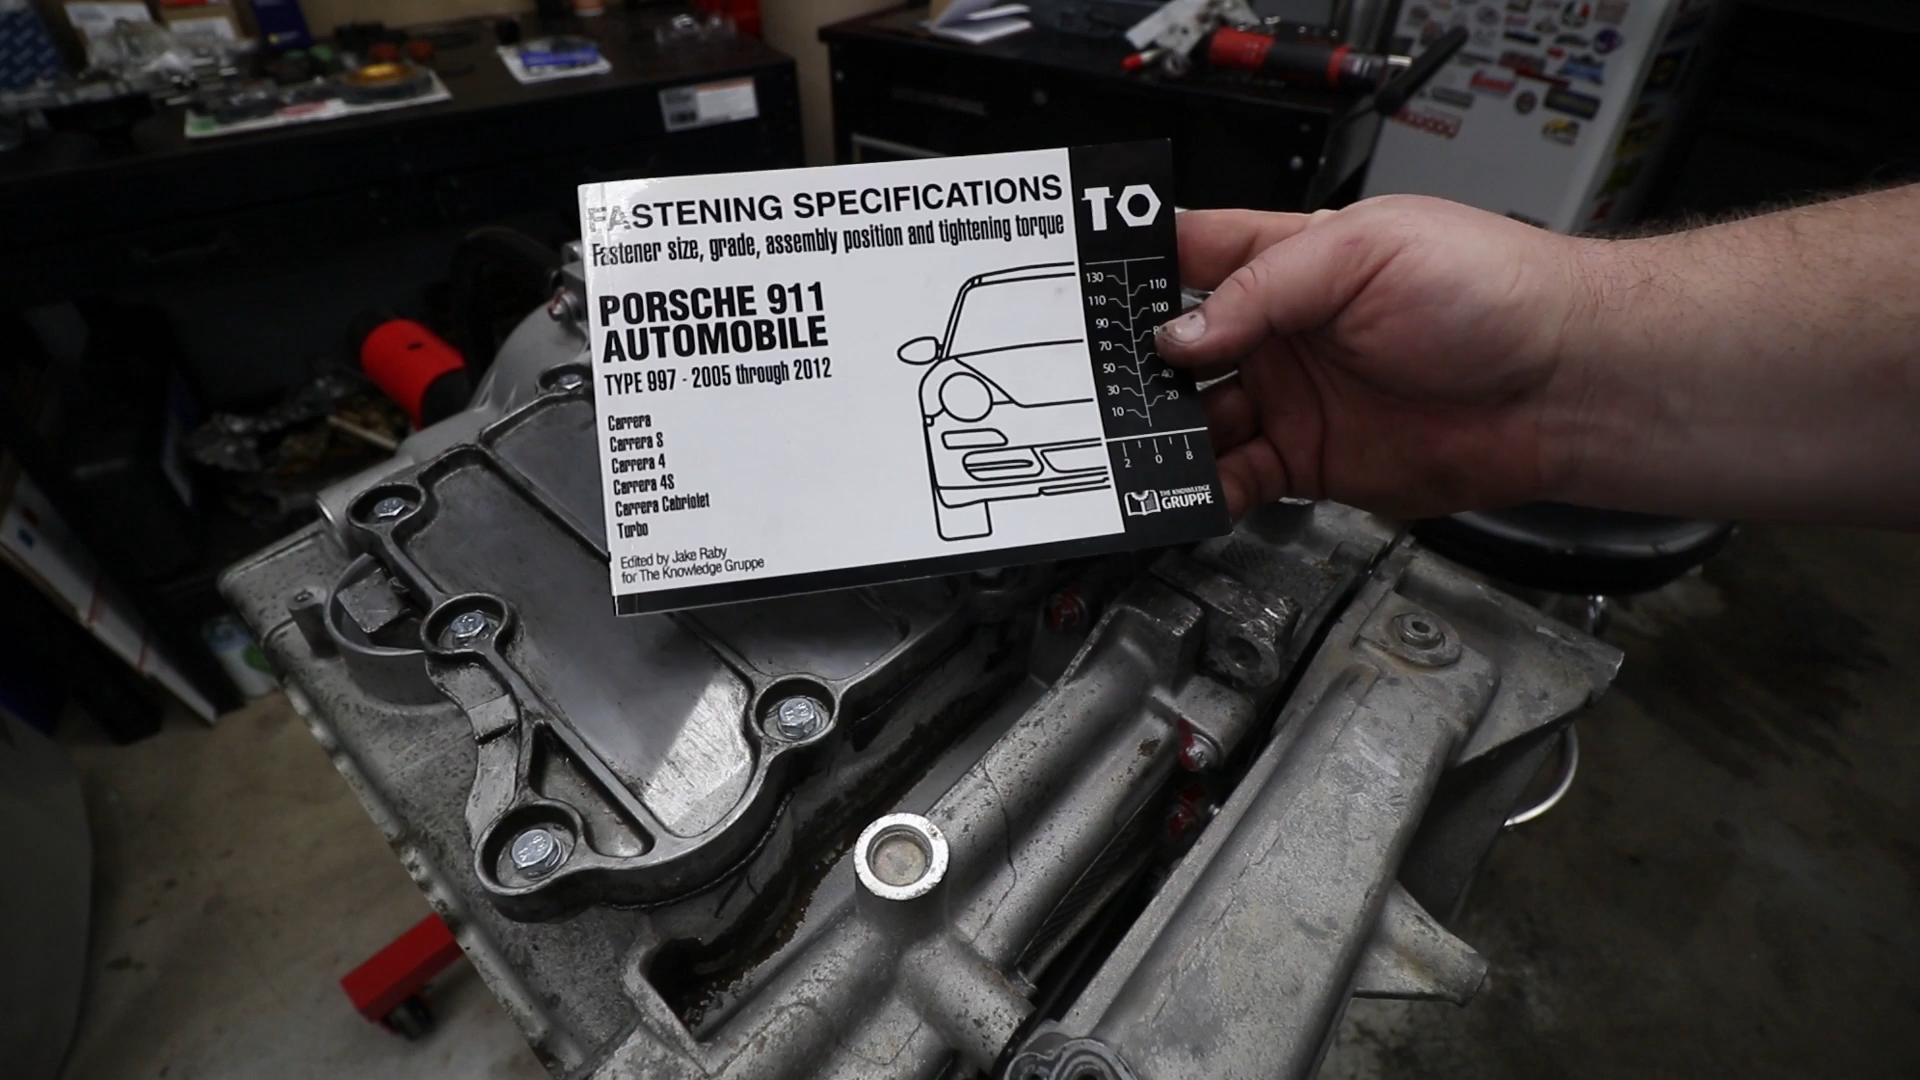 FASTENING SPECIFICATIONS
Fastener size, grade, assembly position and tightening torque
PORSCHE 911
AUTOMOBILE
TYPE 997 - 2005 through 2012
Carrera
Carrera S
Carrera 4
Carrera 4S
Carrera Cabriolet
Turbo
Edited by Jake Raby
for The Knowledge Gruppe
TO
130 110
110 100
90
70
50 40
30 20
10
2 0 8
THE KNOWLEDGE
GRUPPE